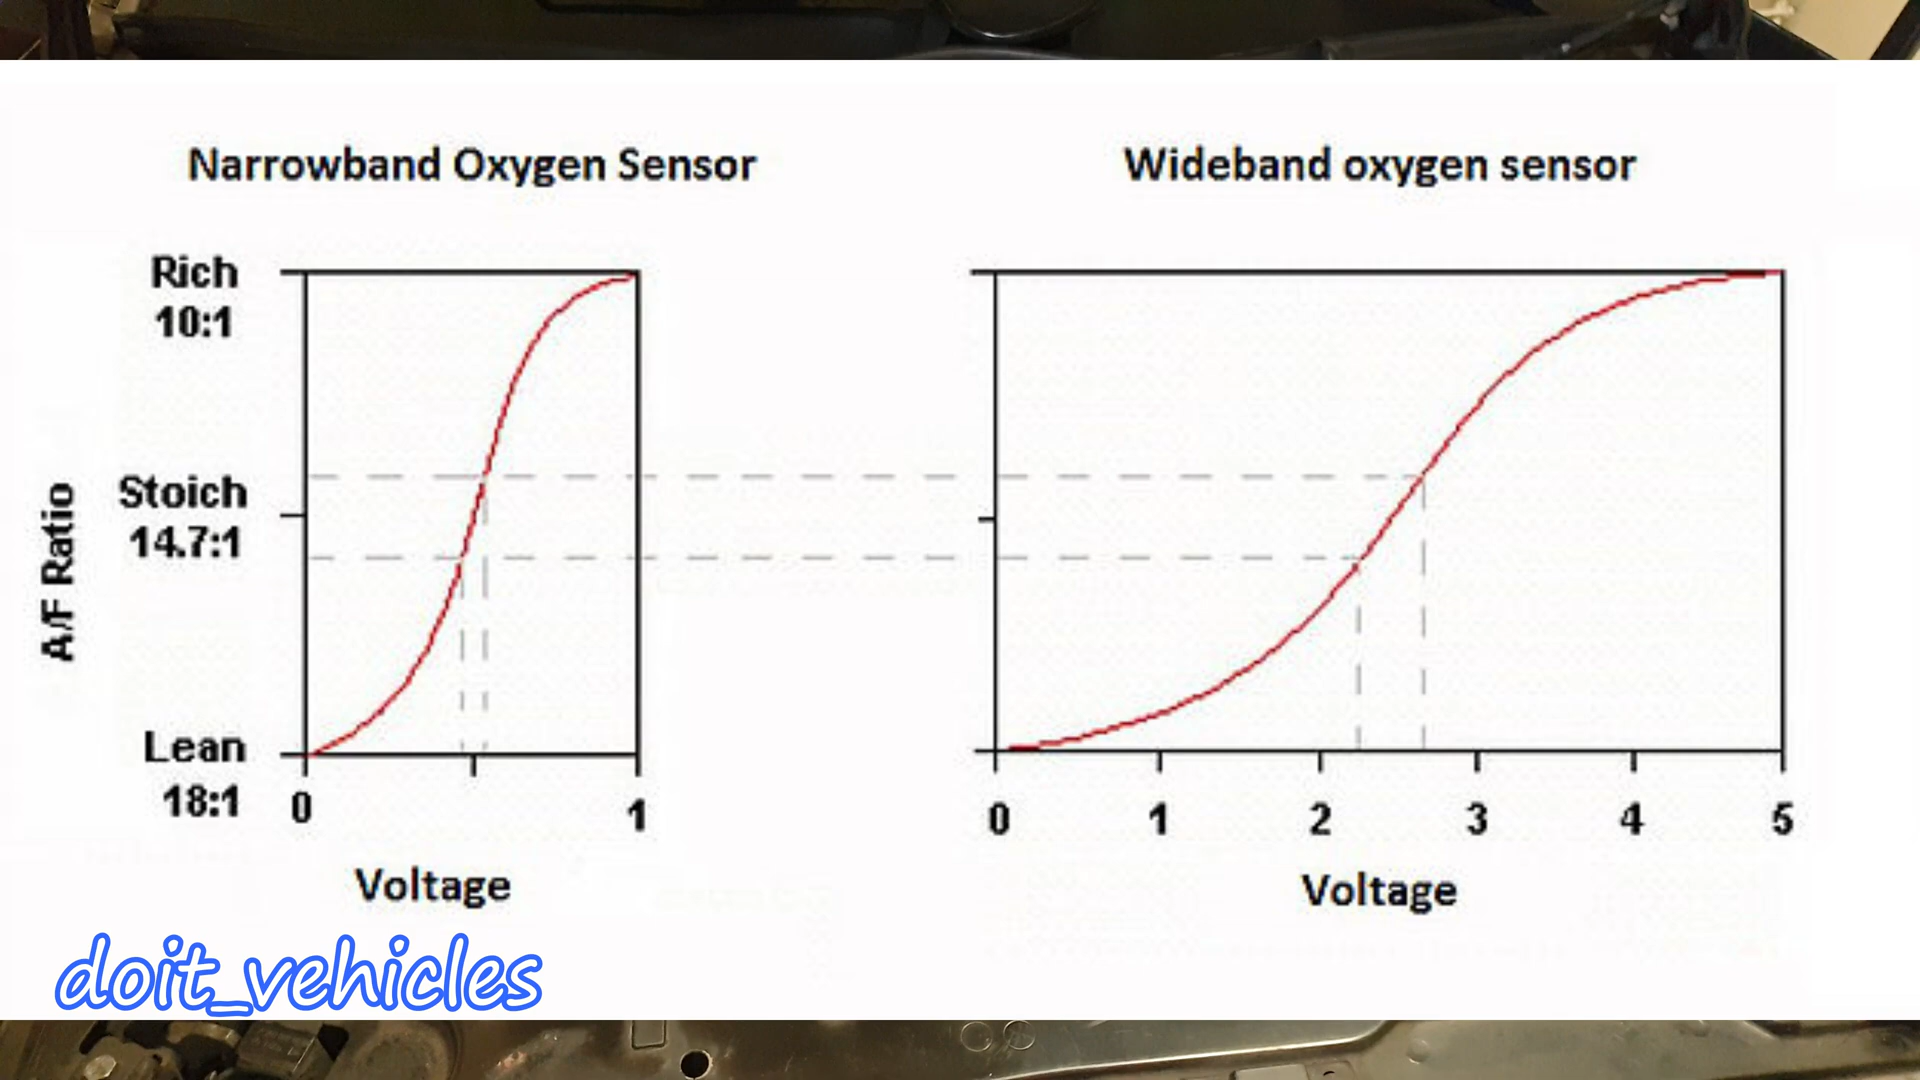 Narrowband Oxygen Sensor
Wideband oxygen sensor
Rich
10:1
Stoich
14.7:1
A/F Ratio
Lean
18:1
0 1
0 1 2 3 4 5
Voltage
Voltage
doit_vehicles